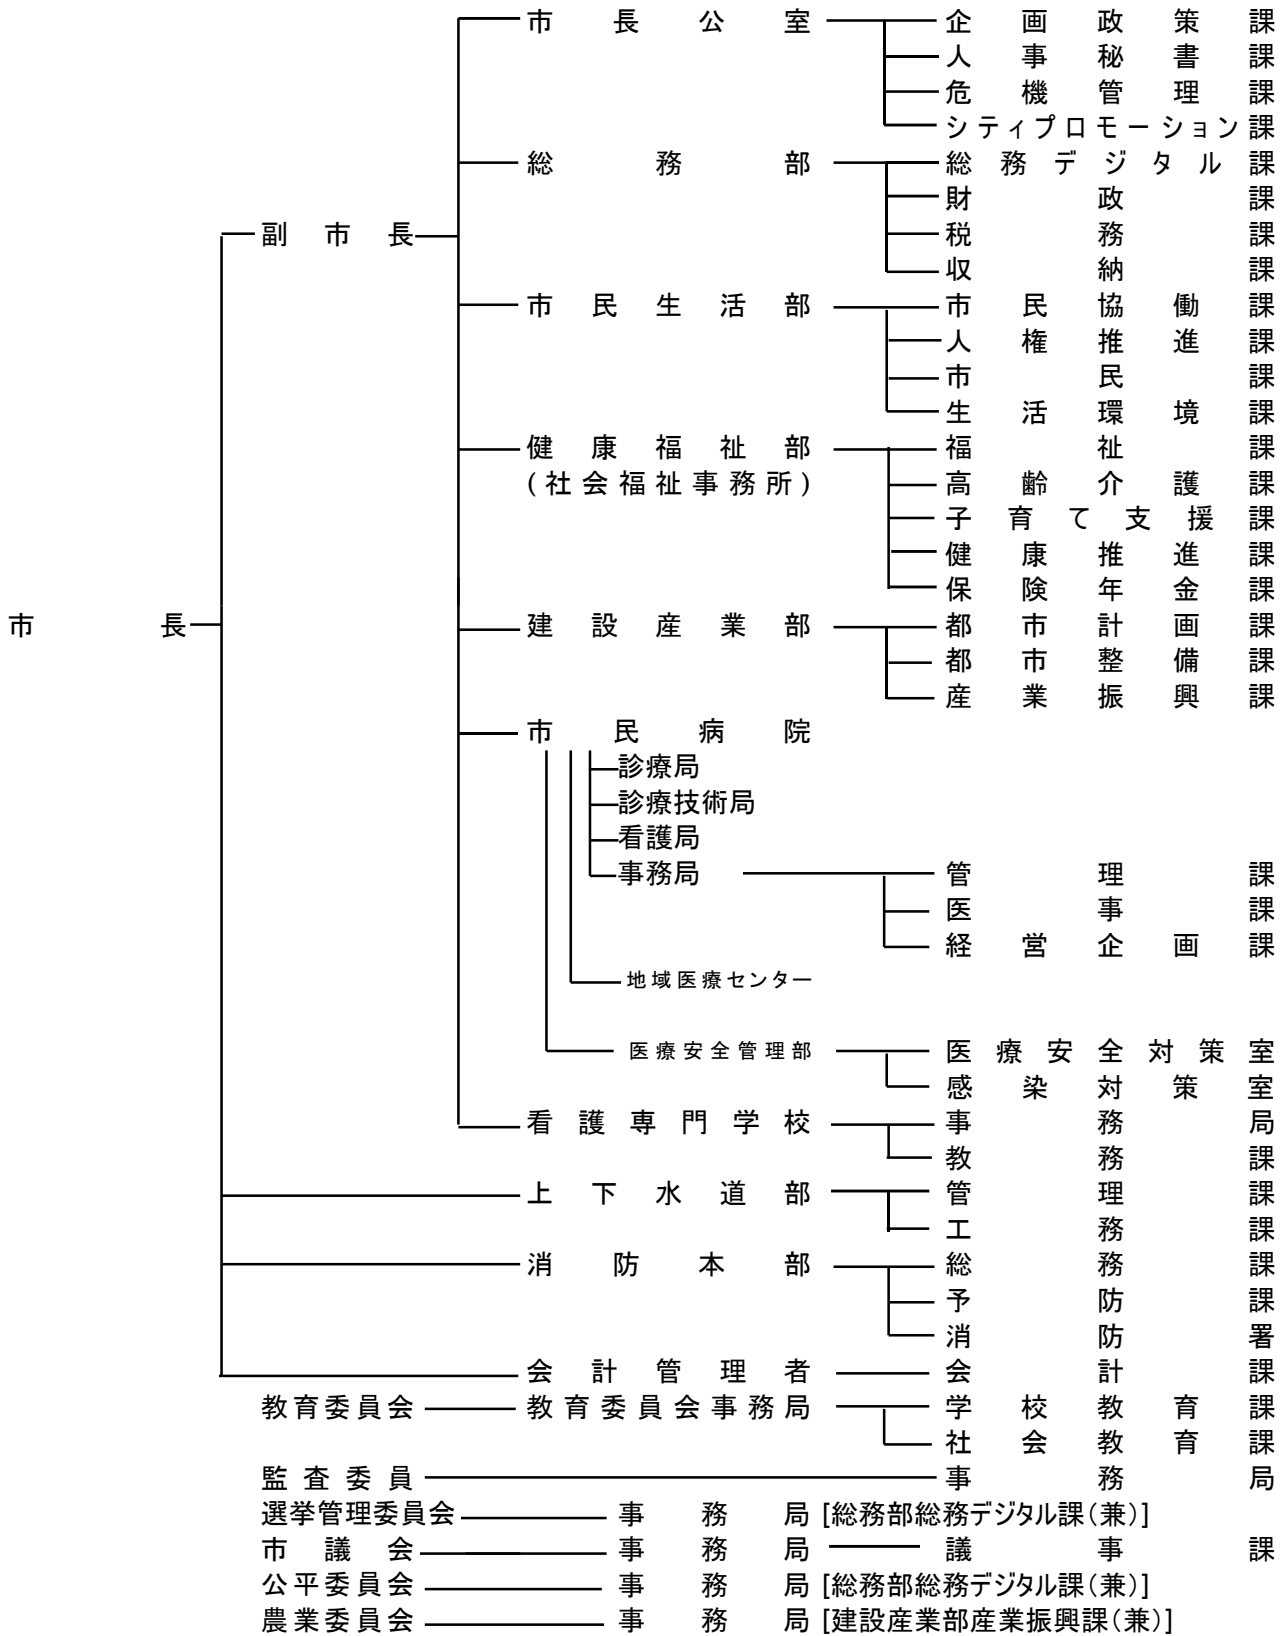 市長公室 企画政策課
人事秘書課
危機管理課
シティプロモーション課
総務部 総務デジタル課
財政課
副市長 税務課
収納課
市民生活部 市民協働課
人権推進課
市民課
生活環境課
健康福祉部 福祉課
(社会福祉事務所) 高齢介護課
子育て支援課
健康推進課
保険年金課
市長 建設産業部 都市計画課
都市整備課
産業振興課
市民病院
診療局
診療技術局
看護局
事務局 管理課
医事課
経営企画課
地域医療センター
医療安全管理部 医療安全対策室
感染対策室
看護専門学校 事務局
教務課
上下水道部 管理課
工務課
消防本部 総務課
予防課
消防署
会計管理者 会計課
教育委員会 教育委員会事務局 学校教育課
社会教育課
監査委員 事務局
選挙管理委員会 事務局 [総務部総務デジタル課(兼)]
市議会 事務局 議事課
公平委員会 事務局 [総務部総務デジタル課(兼)]
農業委員会 事務局 [建設産業部産業振興課(兼)]